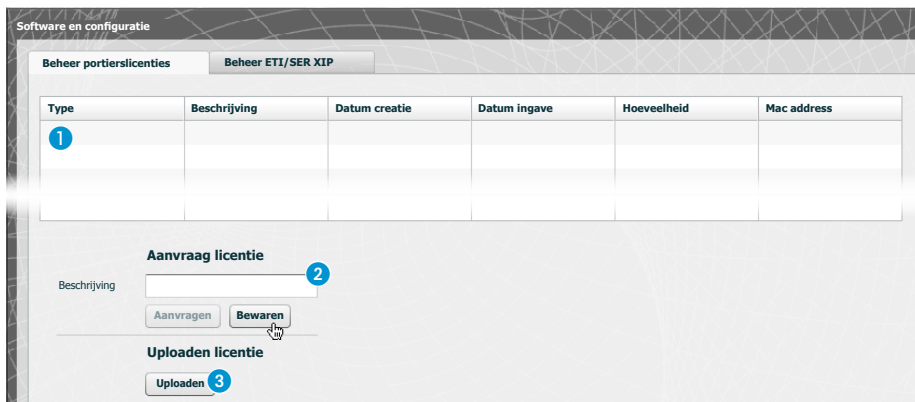 Software en configuratie
Beheer portierslicenties Beheer ETI/SER XIP
Type Beschrijving Datum creatie Datum ingave Hoeveelheid Mac address
1
Aanvraag licentie
2
Beschrijving
Aanvragen Bewaren
Uploaden licentie
Uploaden 3